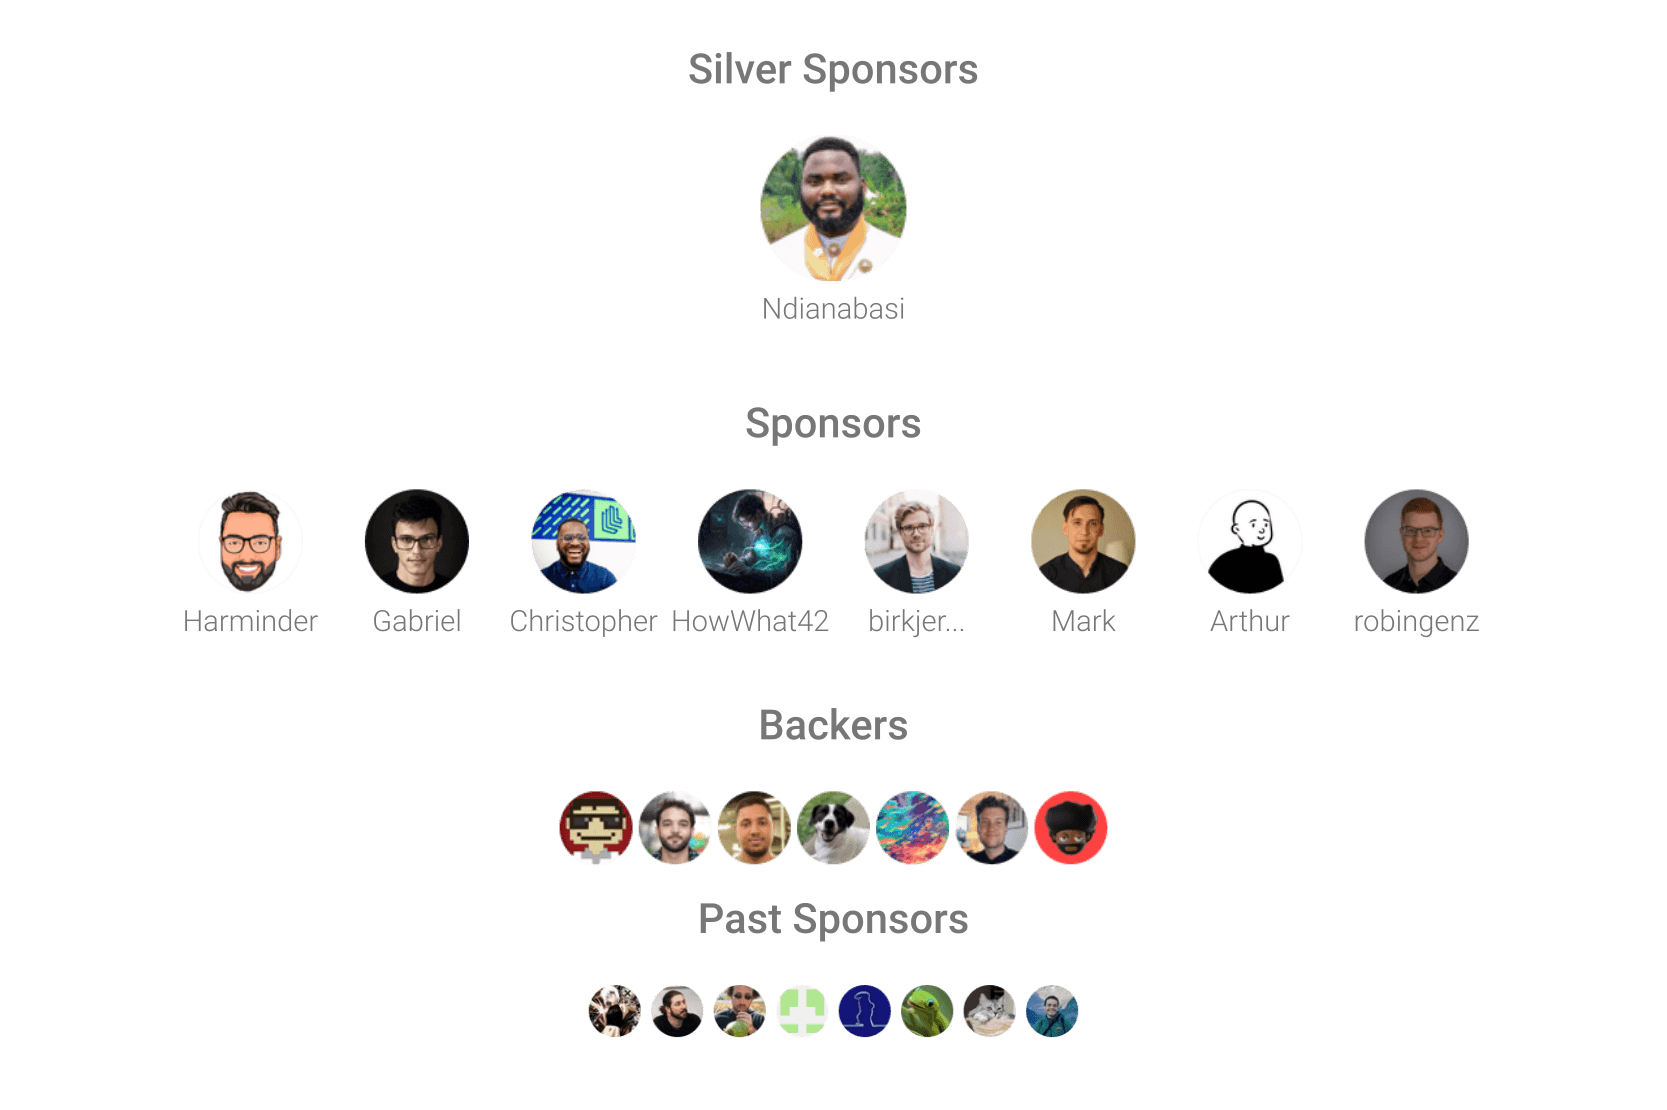 Silver Sponsors
Ndianabasi
Sponsors
Harminder Gabriel Christopher HowWhat42 birkjer... Mark Arthur robingenz
Backers
Past Sponsors